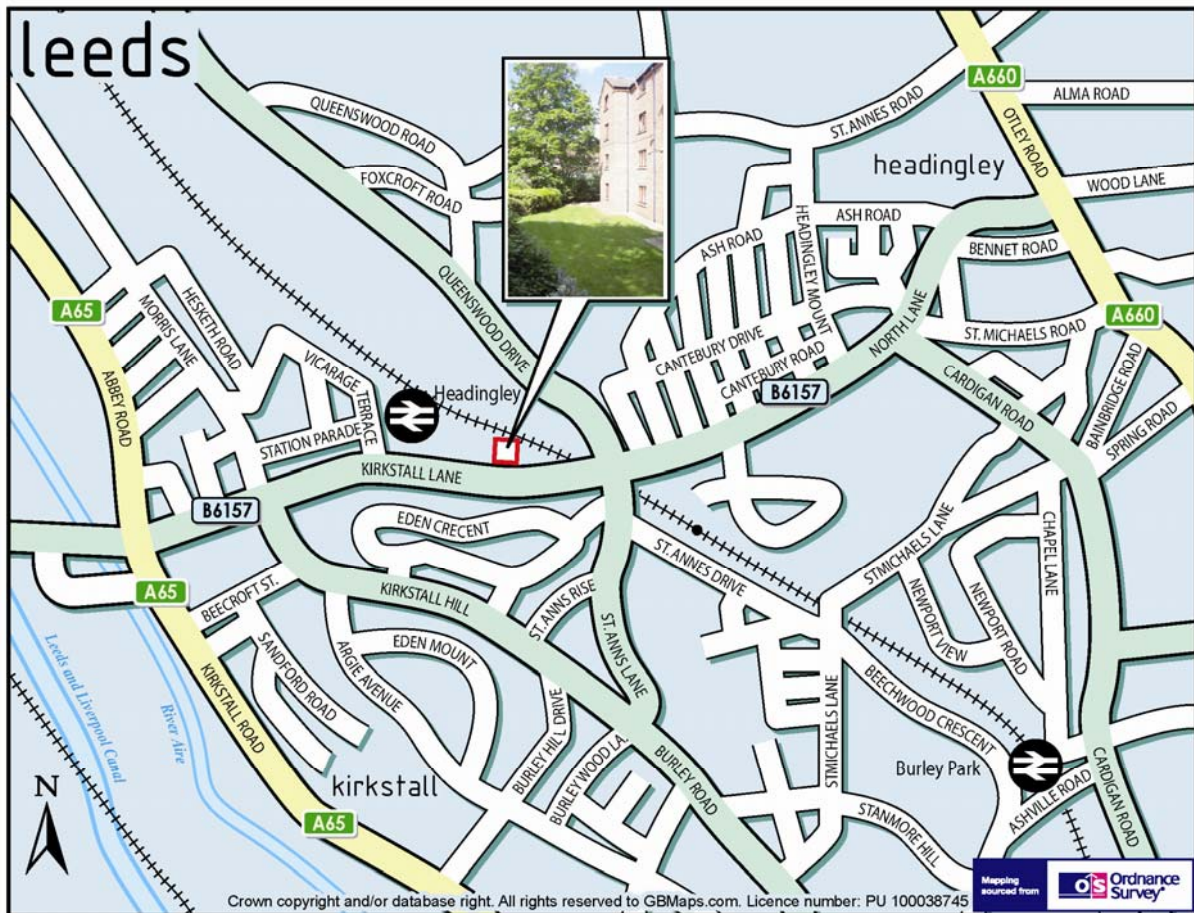 leeds
A660
ALMA ROAD
QUEENSWOOD ROAD
ST. ANNES ROAD
OTLEY ROAD
headingley
FOXCROFT ROAD
WOOD LANE
ASH ROAD
HEADINGLEY MOUNT
ASH ROAD
BENNET ROAD
QUEENSWOOD DRIVE
HESKETH ROAD
MORRIS LANE
A65
A660
NORTH LANE
ST. MICHAELS ROAD
CANTEBURY DRIVE
VICARAGE TERRACE
CANTEBURY ROAD
ABBEY ROAD
Headingley
B6157
CARDIGAN ROAD
BAINBRIDGE ROAD
SPRING ROAD
STATION PARADE
KIRKSTALL LANE
B6157
EDEN CRECENT
ST. ANNES DRIVE
STMICHAELS LANE
CHAPEL LANE
A65
BEECROFT ST.
KIRKSTALL HILL
ST. ANNS RISE
NEWPORT VIEW
NEWPORT ROAD
Leeds and Liverpool Canal
River Aire
SANDFORD ROAD
ARGIE AVENUE
EDEN MOUNT
ST. ANNS LANE
KIRKSTALL ROAD
BEECHWOOD CRESCENT
STMICHAELS LANE
BURLEY HILL DRIVE
BURLEY WOOD LA
BURLEY ROAD
Burley Park
CARDIGAN ROAD
kirkstall
N
A65
STANMORE HILL
ASHVILLE ROAD
Crown copyright and/or database right. All rights reserved to GBMaps.com. Licence number: PU 100038745
Mapping
sourced from
OS
Ordnance
Survey